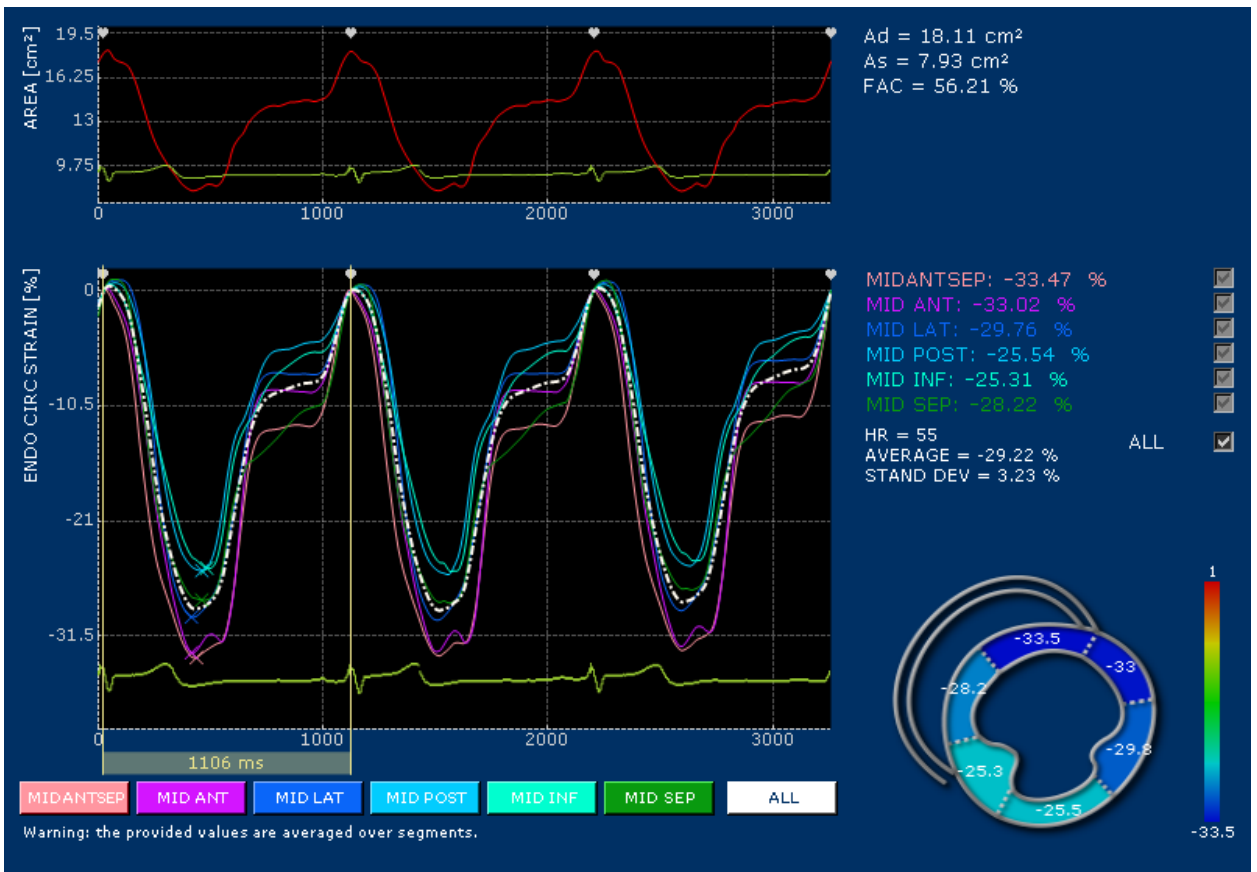 19.5
16.25
13
9.75
AREA [cm²]
0 1000 2000 3000
Ad = 18.11 cm²
As = 7.93 cm²
FAC = 56.21 %
0
-10.5
-21
-31.5
ENDO CIRC STRAIN [%]
0 1000 2000 3000
1106 ms
MIDANTSEP: -33.47 %
MID ANT: -33.02 %
MID LAT: -29.76 %
MID POST: -25.54 %
MID INF: -25.31 %
MID SEP: -28.22 %
HR = 55
AVERAGE = -29.22 %
STAND DEV = 3.23 %
ALL
1
-33.5
-33
-28.2
-29.8
-25.3
-25.5
-33.5
MIDANTSEP MID ANT MID LAT MID POST MID INF MID SEP ALL
Warning: the provided values are averaged over segments.